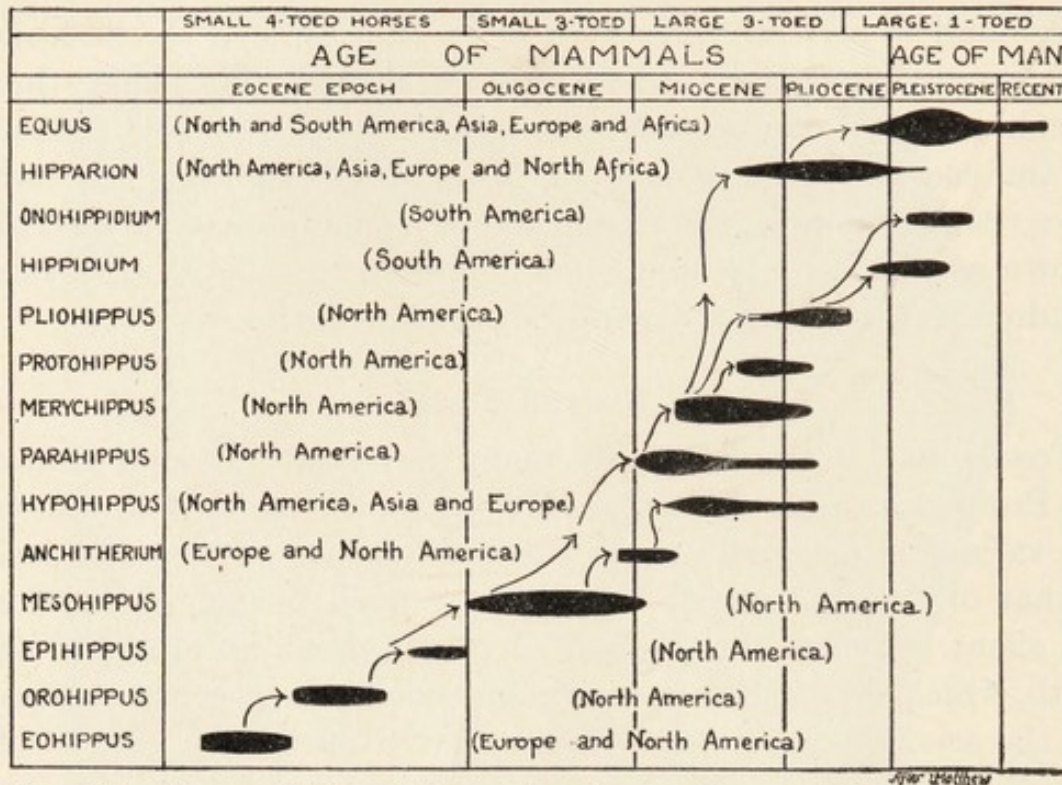 SMALL 4-TOED HORSES SMALL 3-TOED LARGE 3-TOED LARGE. 1-TOED
AGE OF MAMMALS AGE OF MAN
EOCENE EPOCH OLIGOCENE MIOCENE PLIOCENE PLEISTOCENE RECENT
EQUUS (North and South America, Asia, Europe and Africa)
HIPPARION (North America, Asia, Europe and North Africa)
ONOHIPPIDIUM (South America)
HIPPIDIUM (South America)
PLIOHIPPUS (North America)
PROTOHIPPUS (North America)
MERYCHIPPUS (North America)
PARAHIPPUS (North America)
HYPOHIPPUS (North America, Asia and Europe)
ANCHITHERIUM (Europe and North America)
MESOHIPPUS (North America)
EPIHIPPUS (North America)
OROHIPPUS (North America)
EOHIPPUS (Europe and North America)
After Matthew